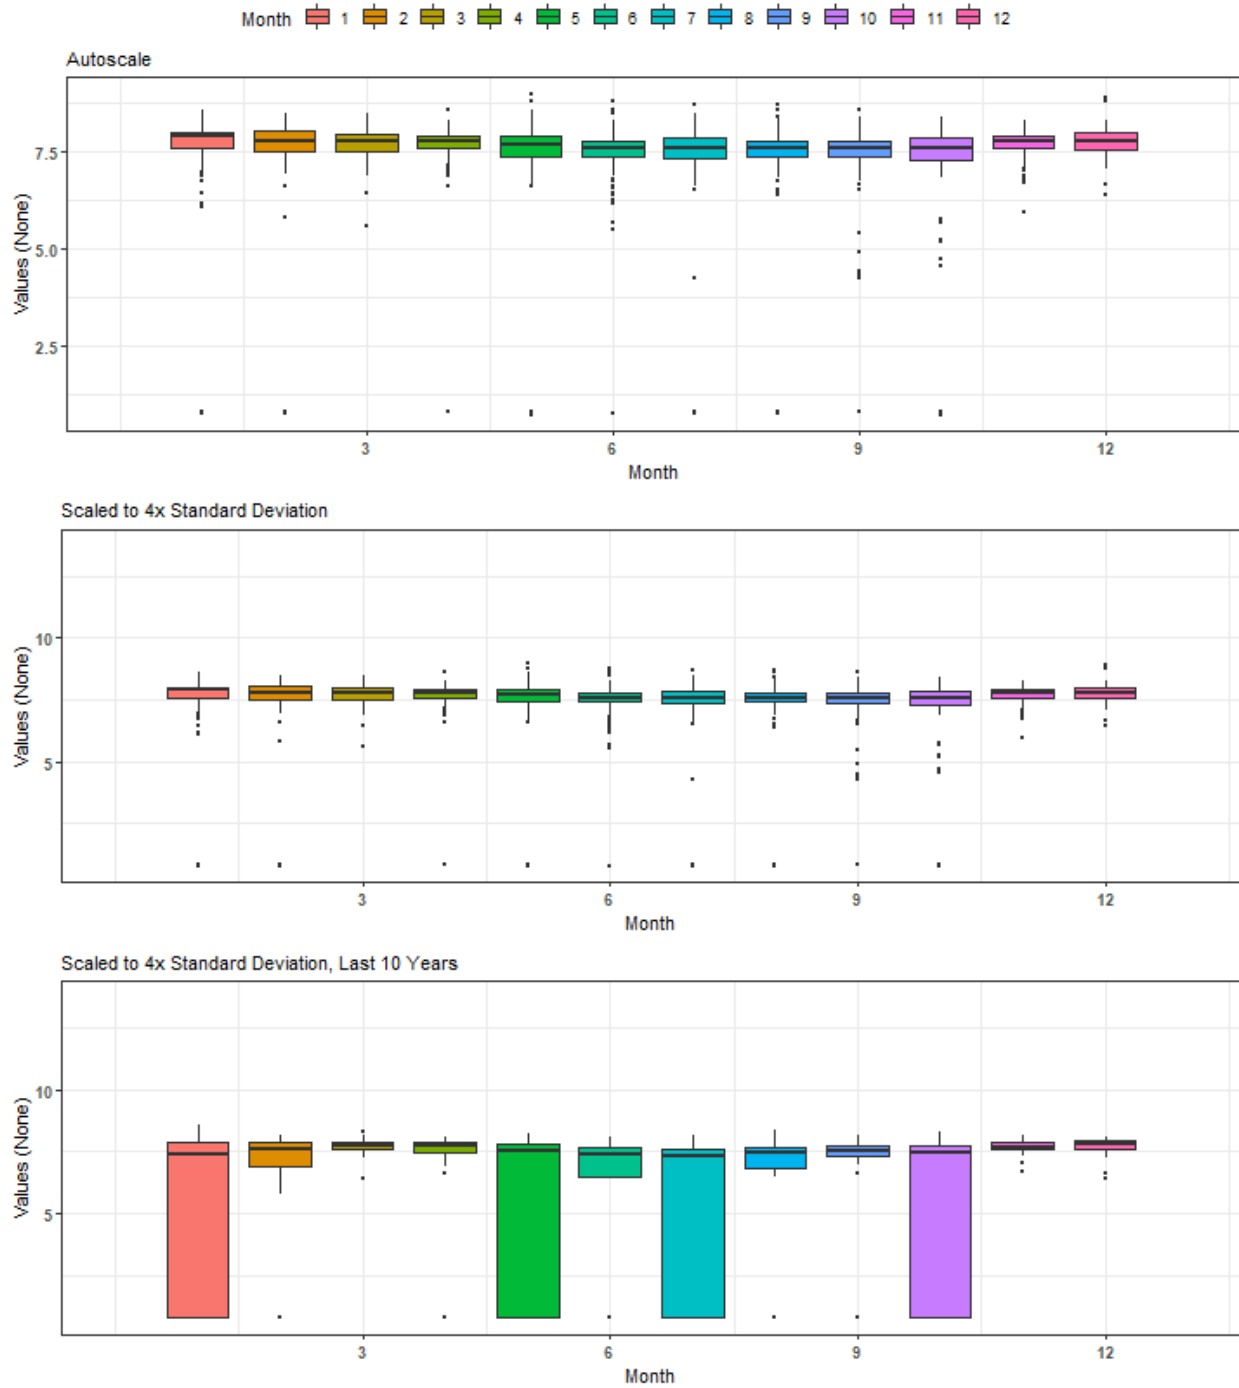 Month 1 2 3 4 5 6 7 8 9 10 11 12
Autoscale
Values (None)
7.5
5.0
2.5
3 6 9 12
Month
Scaled to 4x Standard Deviation
Values (None)
10
5
3 6 9 12
Month
Scaled to 4x Standard Deviation, Last 10 Years
Values (None)
10
5
3 6 9 12
Month